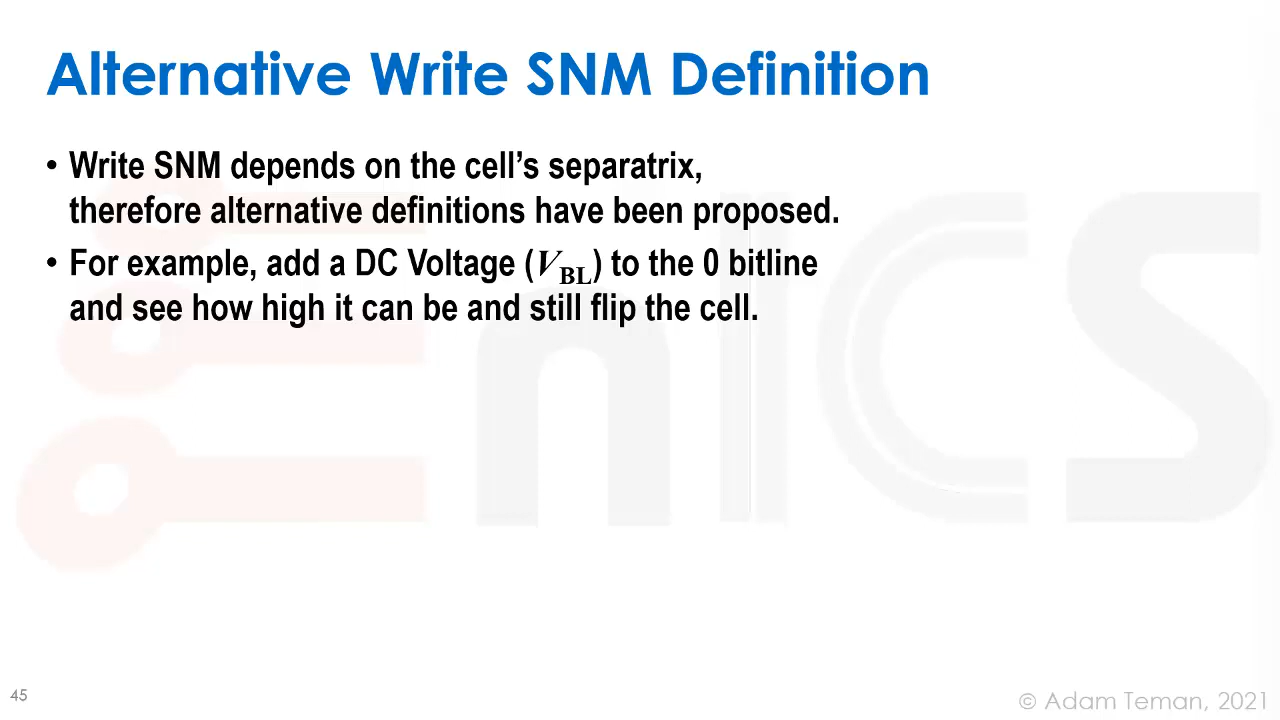 Alternative Write SNM Definition
• Write SNM depends on the cell’s separatrix,
therefore alternative definitions have been proposed.
• For example, add a DC Voltage (VBL) to the 0 bitline
and see how high it can be and still flip the cell.
EnICS
45
© Adam Teman, 2021